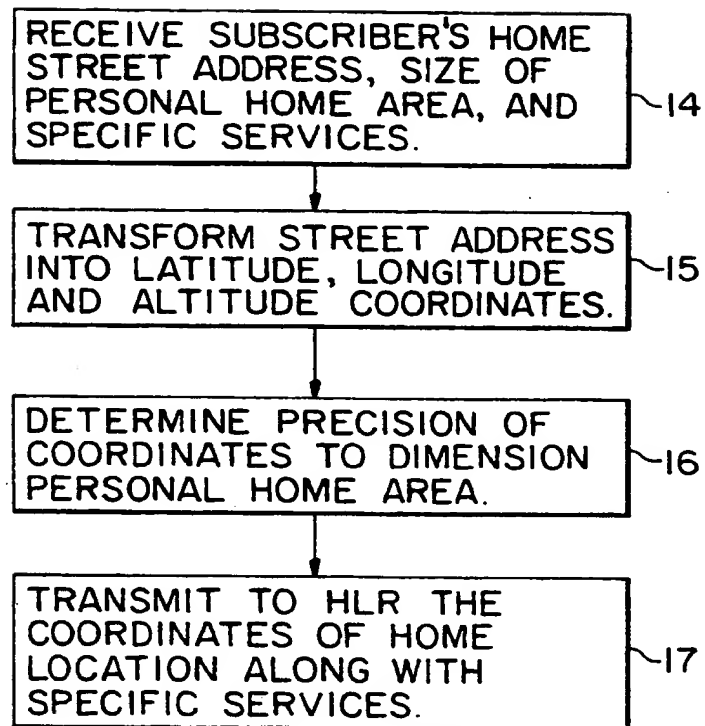 RECEIVE SUBSCRIBER'S HOME
STREET ADDRESS, SIZE OF
PERSONAL HOME AREA, AND
SPECIFIC SERVICES.
14
TRANSFORM STREET ADDRESS
INTO LATITUDE, LONGITUDE
AND ALTITUDE COORDINATES.
15
DETERMINE PRECISION OF
COORDINATES TO DIMENSION
PERSONAL HOME AREA.
16
TRANSMIT TO HLR THE
COORDINATES OF HOME
LOCATION ALONG WITH
SPECIFIC SERVICES.
17